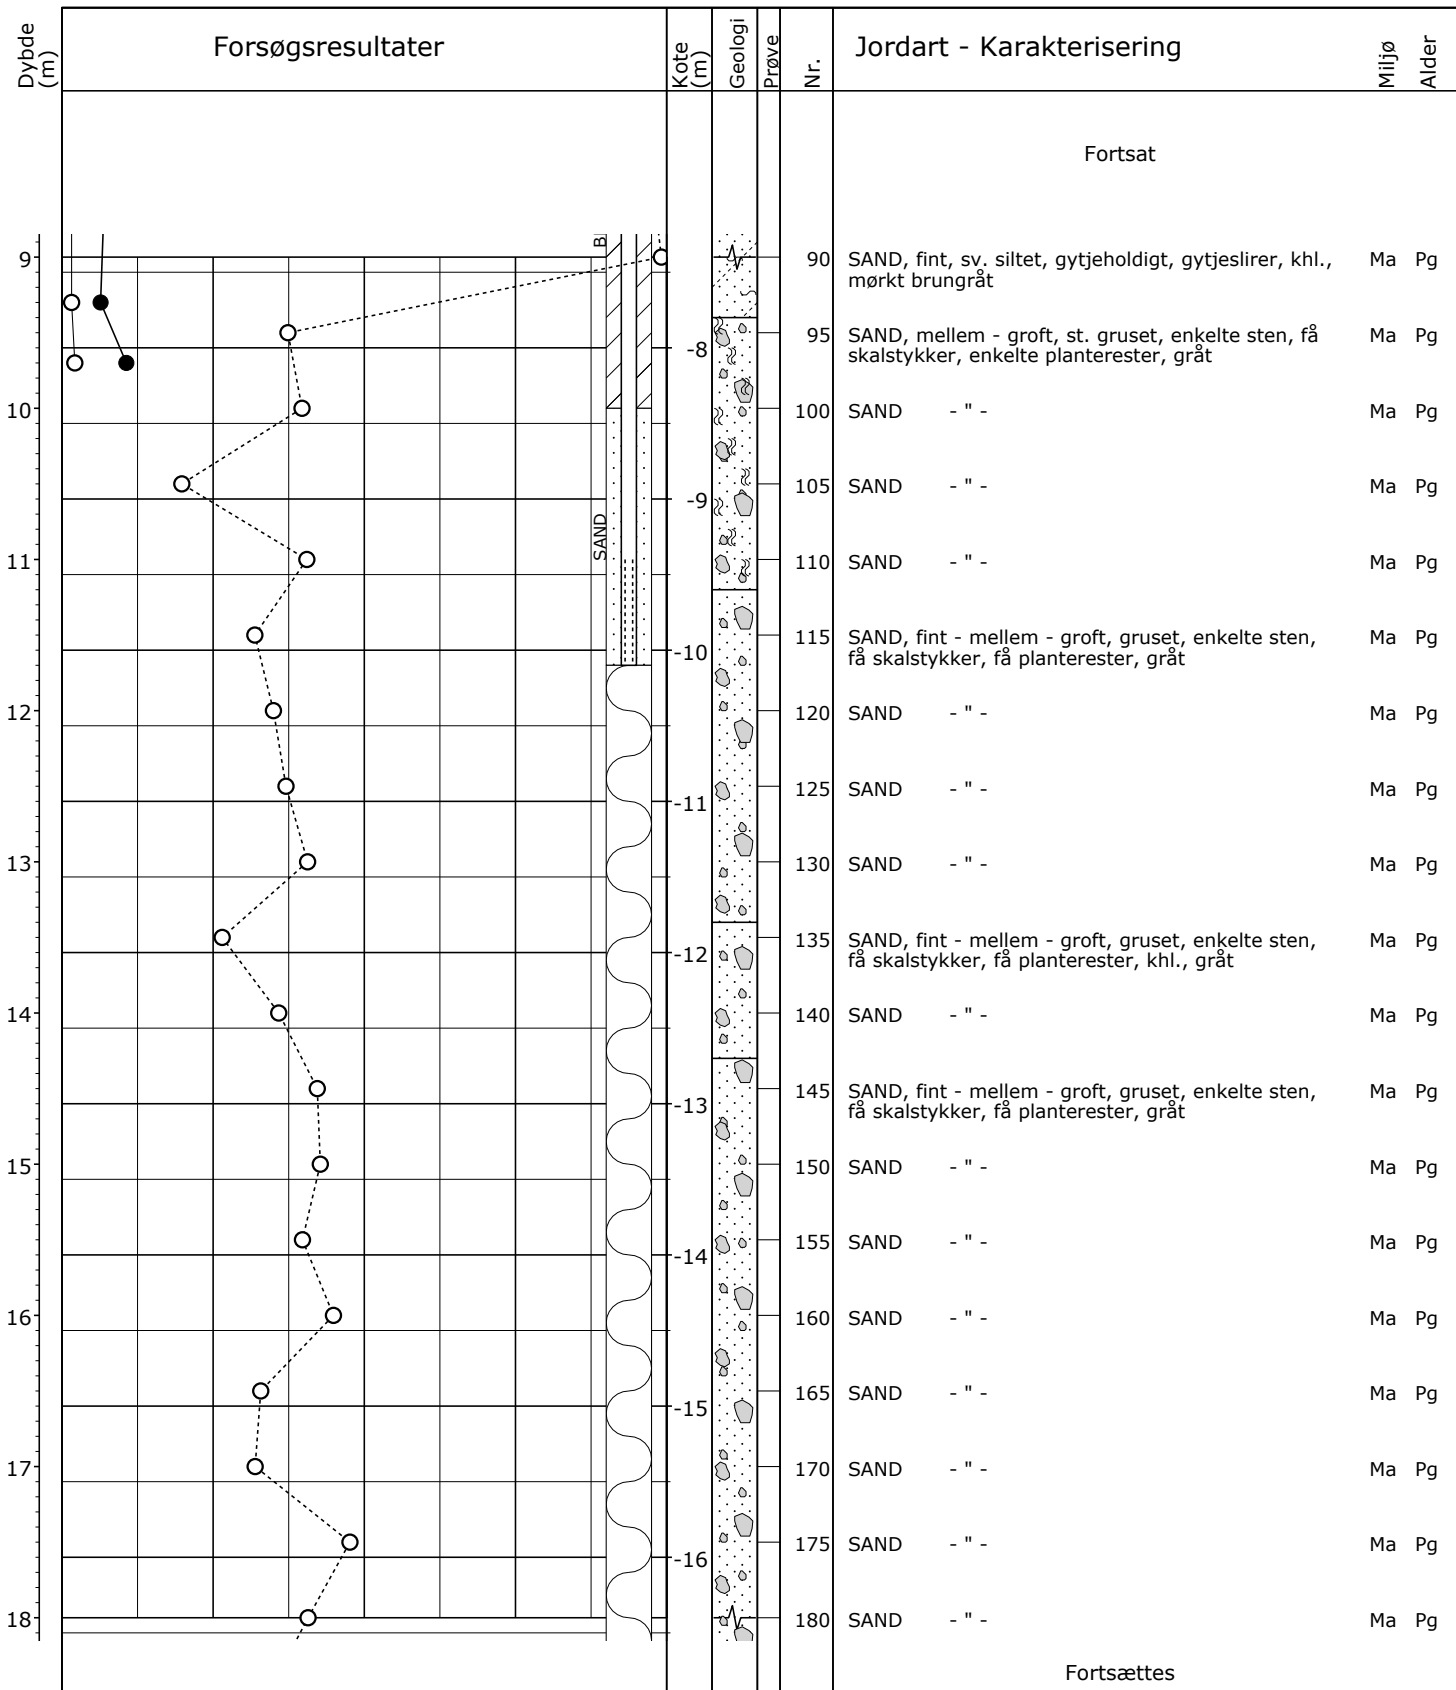 Dybde (m)
Forsøgsresultater
Kote (m)
Geologi
Prøve
Nr.
Jordart - Karakterisering
Miljø
Alder
Fortsat
B
9
90 SAND, fint, sv. siltet, gytjeholdigt, gytjeslirer, khl., Ma Pg
mørkt brungråt
95 SAND, mellem - groft, st. gruset, enkelte sten, få Ma Pg
-8
skalstykker, enkelte planterester, gråt
10
100 SAND - " - Ma Pg
105 SAND - " - Ma Pg
-9
SAND
11
110 SAND - " - Ma Pg
115 SAND, fint - mellem - groft, gruset, enkelte sten, Ma Pg
-10
få skalstykker, få planterester, gråt
12
120 SAND - " - Ma Pg
125 SAND - " - Ma Pg
-11
13
130 SAND - " - Ma Pg
135 SAND, fint - mellem - groft, gruset, enkelte sten, Ma Pg
-12
få skalstykker, få planterester, khl., gråt
14
140 SAND - " - Ma Pg
145 SAND, fint - mellem - groft, gruset, enkelte sten, Ma Pg
-13
få skalstykker, få planterester, gråt
15
150 SAND - " - Ma Pg
155 SAND - " - Ma Pg
-14
16
160 SAND - " - Ma Pg
165 SAND - " - Ma Pg
-15
17
170 SAND - " - Ma Pg
175 SAND - " - Ma Pg
-16
18
180 SAND - " - Ma Pg
Fortsættes